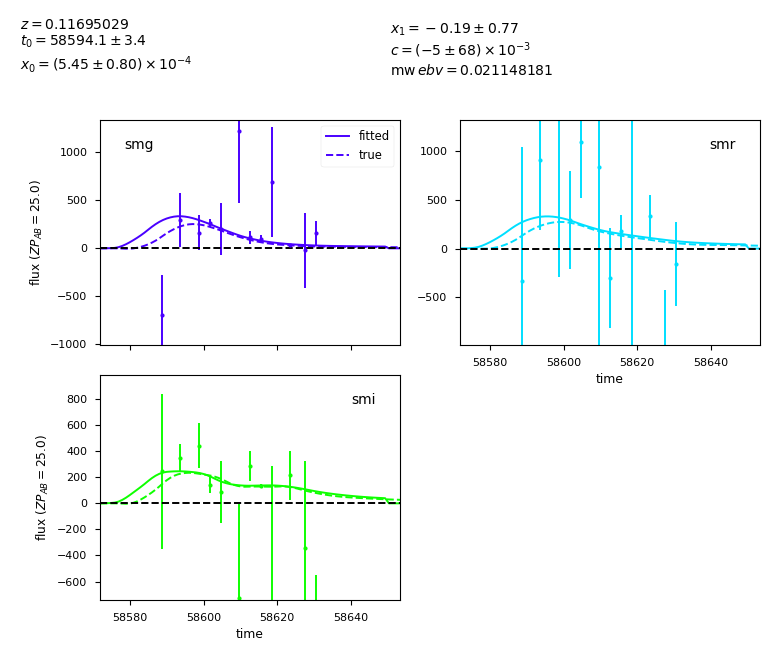 z = 0.11695029
t₀ = 58594.1 ± 3.4
x₀ = (5.45 ± 0.80) × 10⁻⁴
x₁ = −0.19 ± 0.77
c = (−5 ± 68) × 10⁻³
mw ebv = 0.021148181
smg
fitted
true
1000
500
0
−500
−1000
flux (ZP_AB = 25.0)
smr
1000
500
0
−500
58580 58600 58620 58640
time
smi
800
600
400
200
0
−200
−400
−600
flux (ZP_AB = 25.0)
58580 58600 58620 58640
time